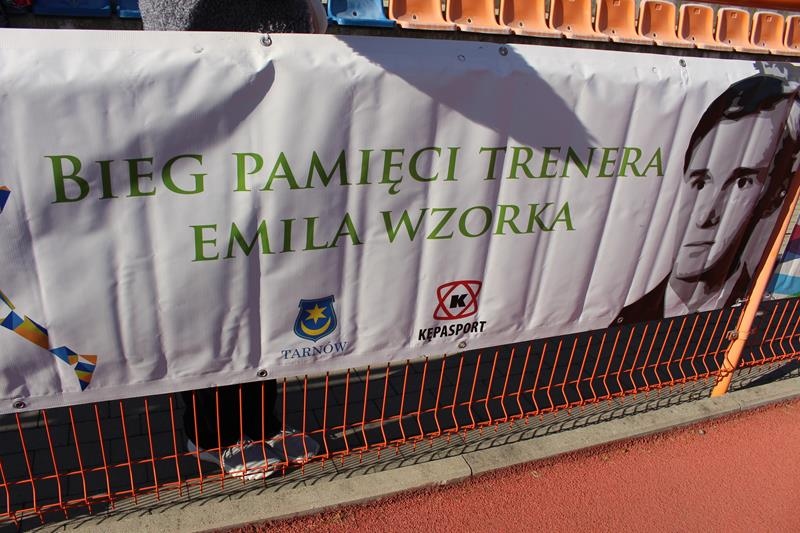 BIEG PAMIĘCI TRENERA
EMILA WZORKA
TARNÓW
K
KEPASPORT